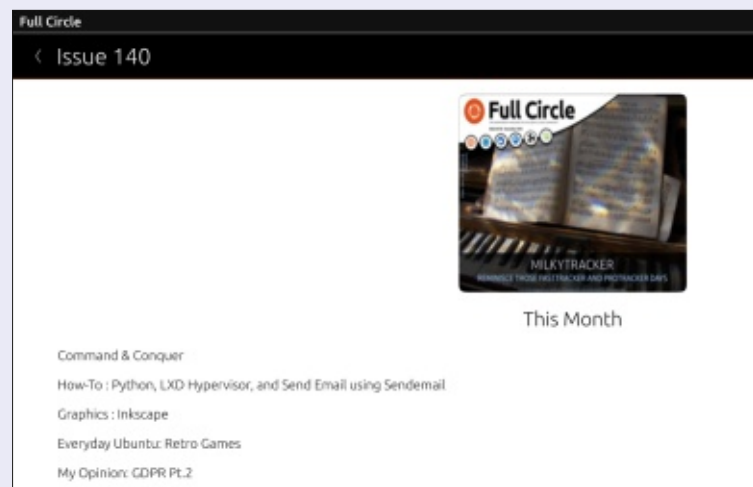 Full Circle
Issue 140
Full Circle
MILKYTRACKER
REMINISCE THOSE FASTTRACKER AND PROTRACKER DAYS
This Month
Command & Conquer
How-To : Python, LXD Hypervisor, and Send Email using Sendemail
Graphics : Inkscape
Everyday Ubuntu: Retro Games
My Opinion: GDPR Pt.2